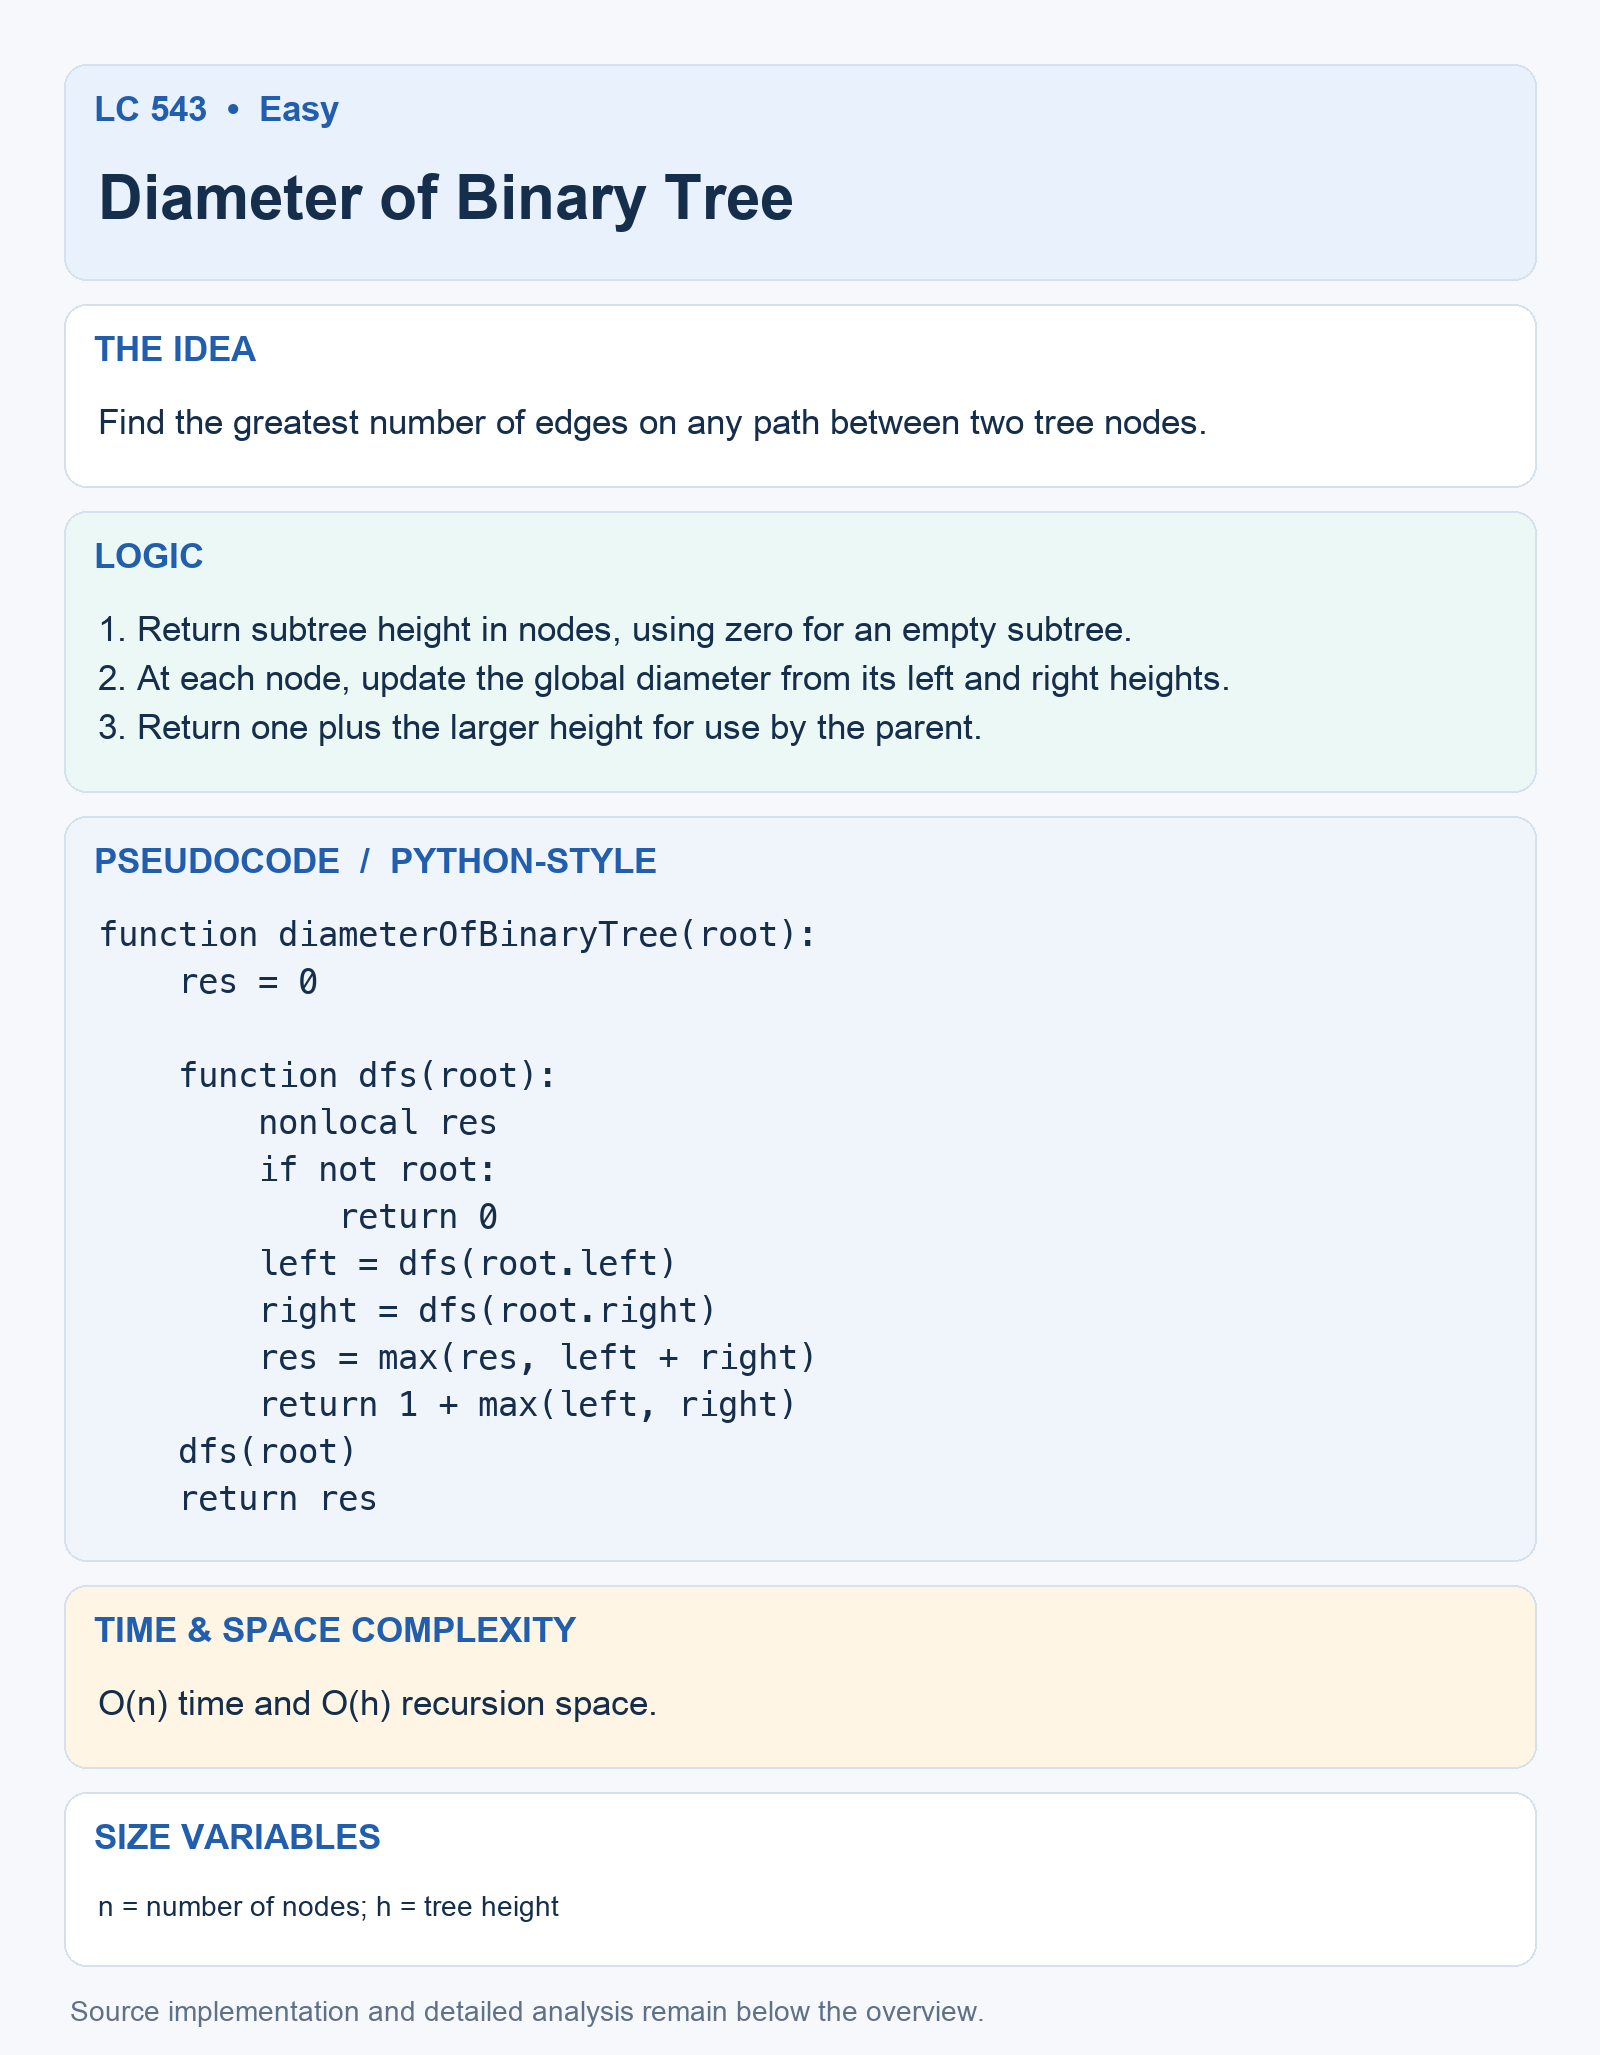 LC 543 • Easy
Diameter of Binary Tree
THE IDEA
Find the greatest number of edges on any path between two tree nodes.
LOGIC
1. Return subtree height in nodes, using zero for an empty subtree.
2. At each node, update the global diameter from its left and right heights.
3. Return one plus the larger height for use by the parent.
PSEUDOCODE / PYTHON-STYLE
function diameterOfBinaryTree(root):
    res = 0

    function dfs(root):
        nonlocal res
        if not root:
            return 0
        left = dfs(root.left)
        right = dfs(root.right)
        res = max(res, left + right)
        return 1 + max(left, right)
    dfs(root)
    return res
TIME & SPACE COMPLEXITY
O(n) time and O(h) recursion space.
SIZE VARIABLES
n = number of nodes; h = tree height
Source implementation and detailed analysis remain below the overview.